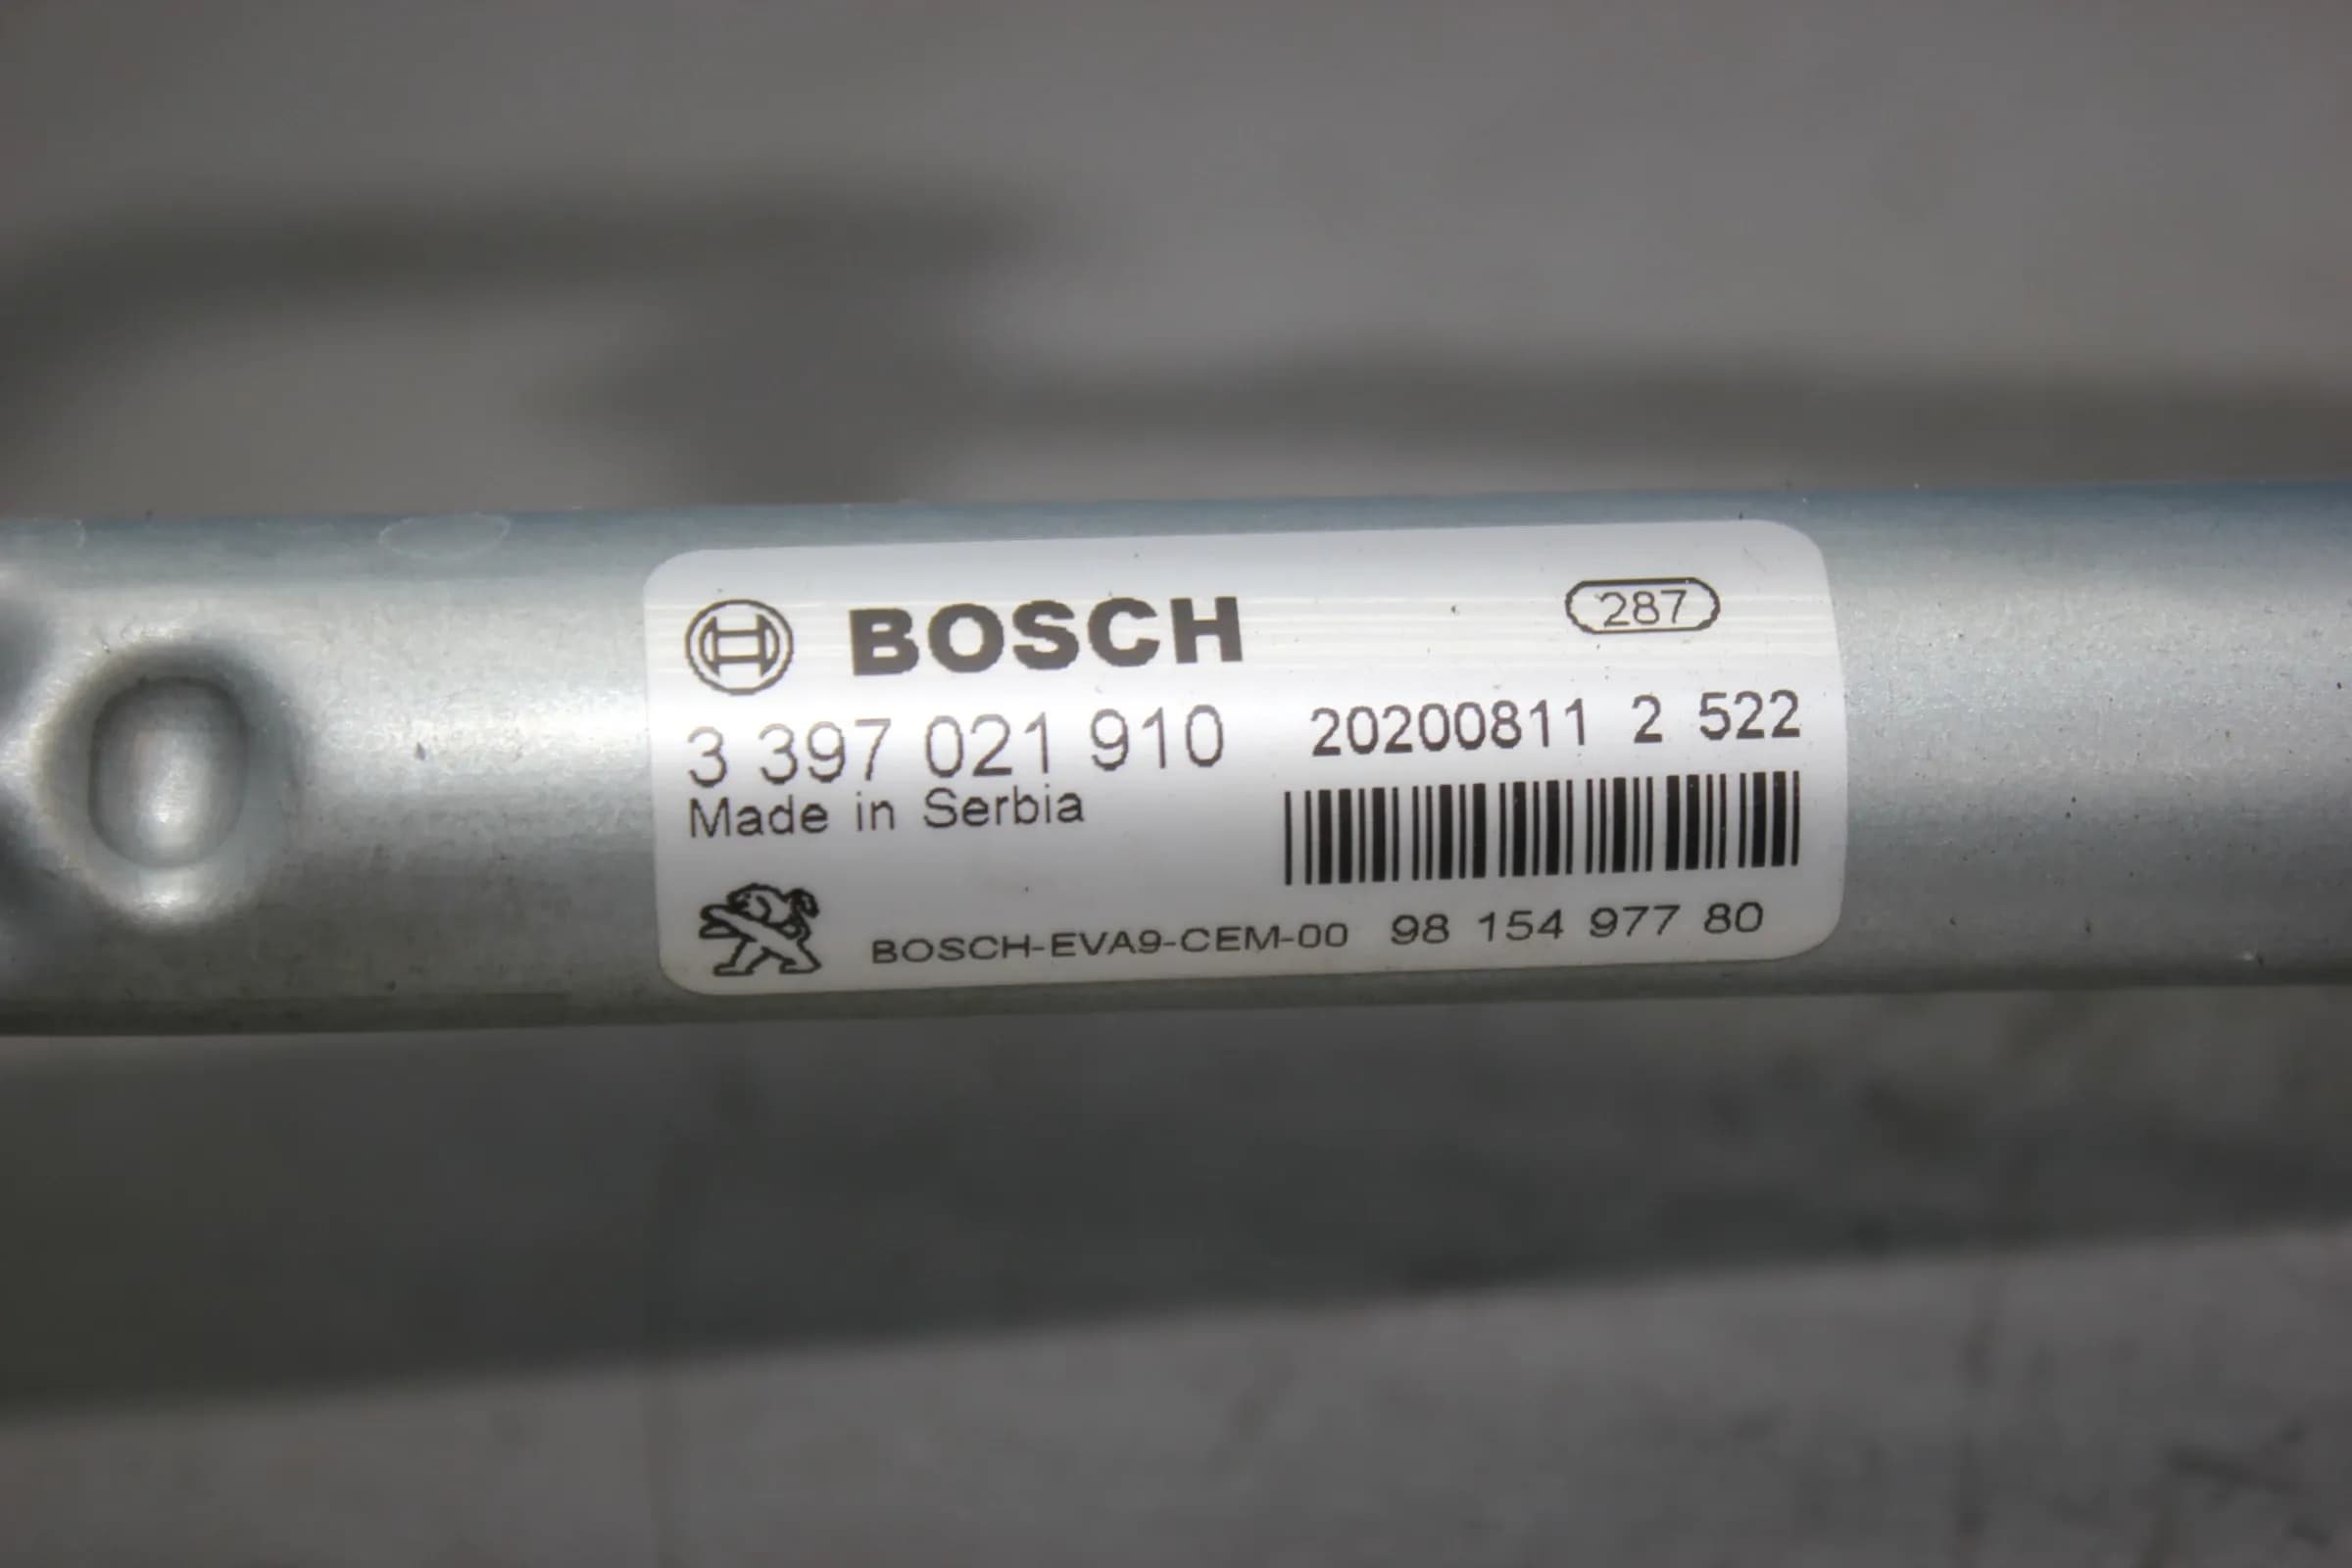 BOSCH 287
3 397 021 910 20200811 2 522
Made in Serbia
BOSCH-EVA9-CEM-00 98 154 977 80